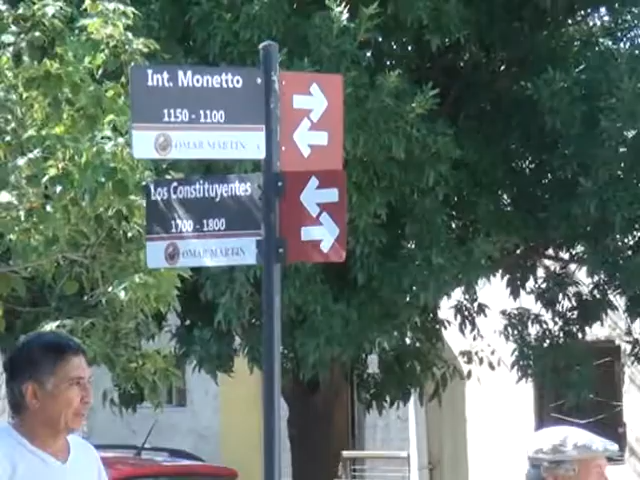 Int. Monetto
1150 - 1100
OMAR MARTIN
Los Constituyentes
1700 - 1800
OMAR MARTIN